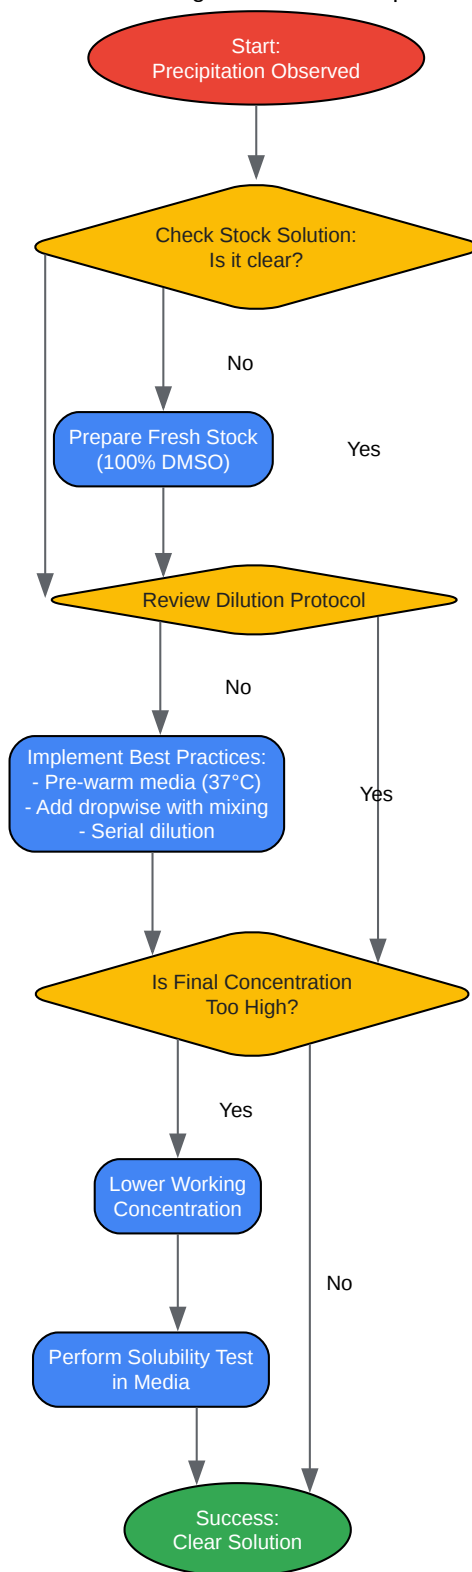 Start:
Precipitation Observed
Check Stock Solution:
Is it clear?
No
Prepare Fresh Stock
(100% DMSO)
Yes
Review Dilution Protocol
No
Implement Best Practices:
- Pre-warm media (37°C)
- Add dropwise with mixing
- Serial dilution
Yes
Is Final Concentration
Too High?
Yes
Lower Working
Concentration
No
Perform Solubility Test
in Media
Success:
Clear Solution